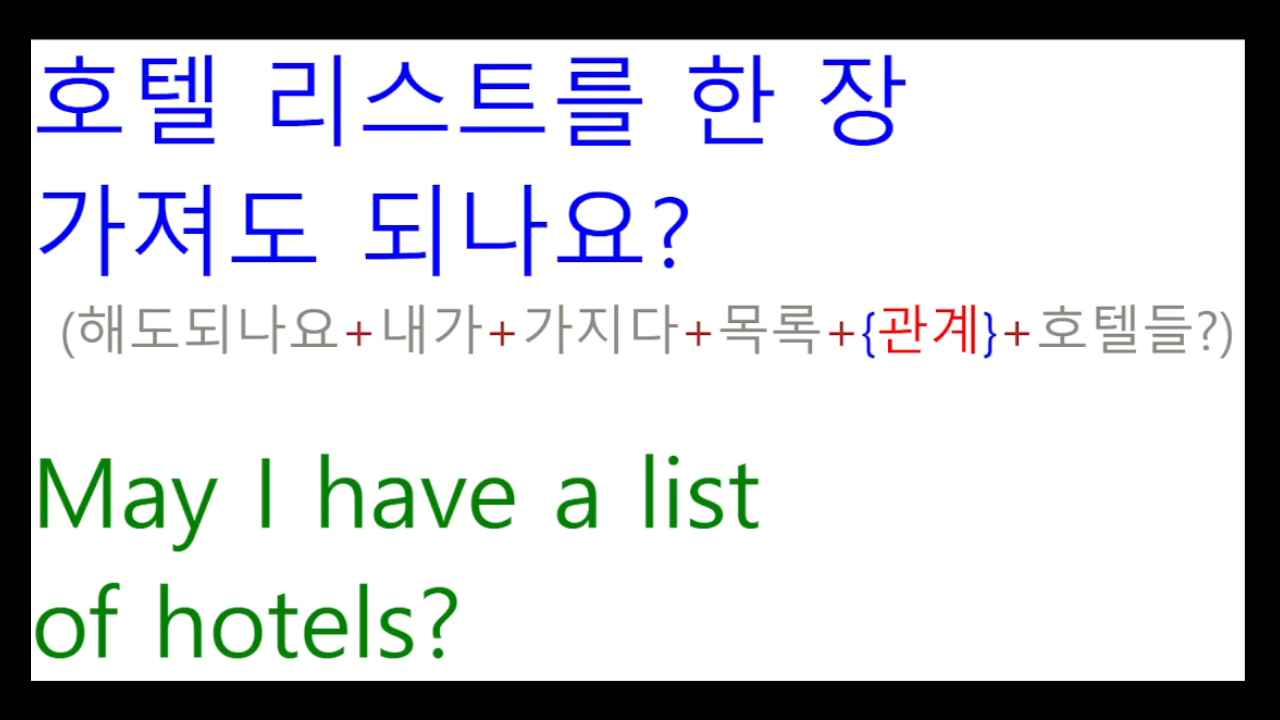 호텔 리스트를 한 장
가져도 되나요?
(해도되나요+내가+가지다+목록+{관계}+호텔들?)
May I have a list
of hotels?